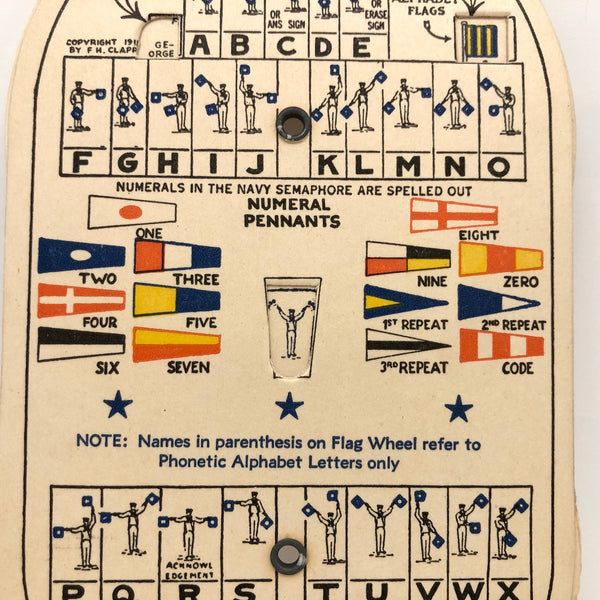 OR
ANS SIGN
OR
ERASE
SIGN
ALPHABET
FLAGS
COPYRIGHT
BY F.H. CLAPP
GE-
ORGE
A B C D E
F G H I J K L M N O
NUMERALS IN THE NAVY SEMAPHORE ARE SPELLED OUT
NUMERAL
PENNANTS
ONE
EIGHT
TWO
THREE
NINE
ZERO
FOUR
FIVE
1ST REPEAT
2ND REPEAT
SIX
SEVEN
3RD REPEAT
CODE
NOTE: Names in parenthesis on Flag Wheel refer to
Phonetic Alphabet Letters only
ACKNOWL
EDGEMENT
P Q R S T U V W X